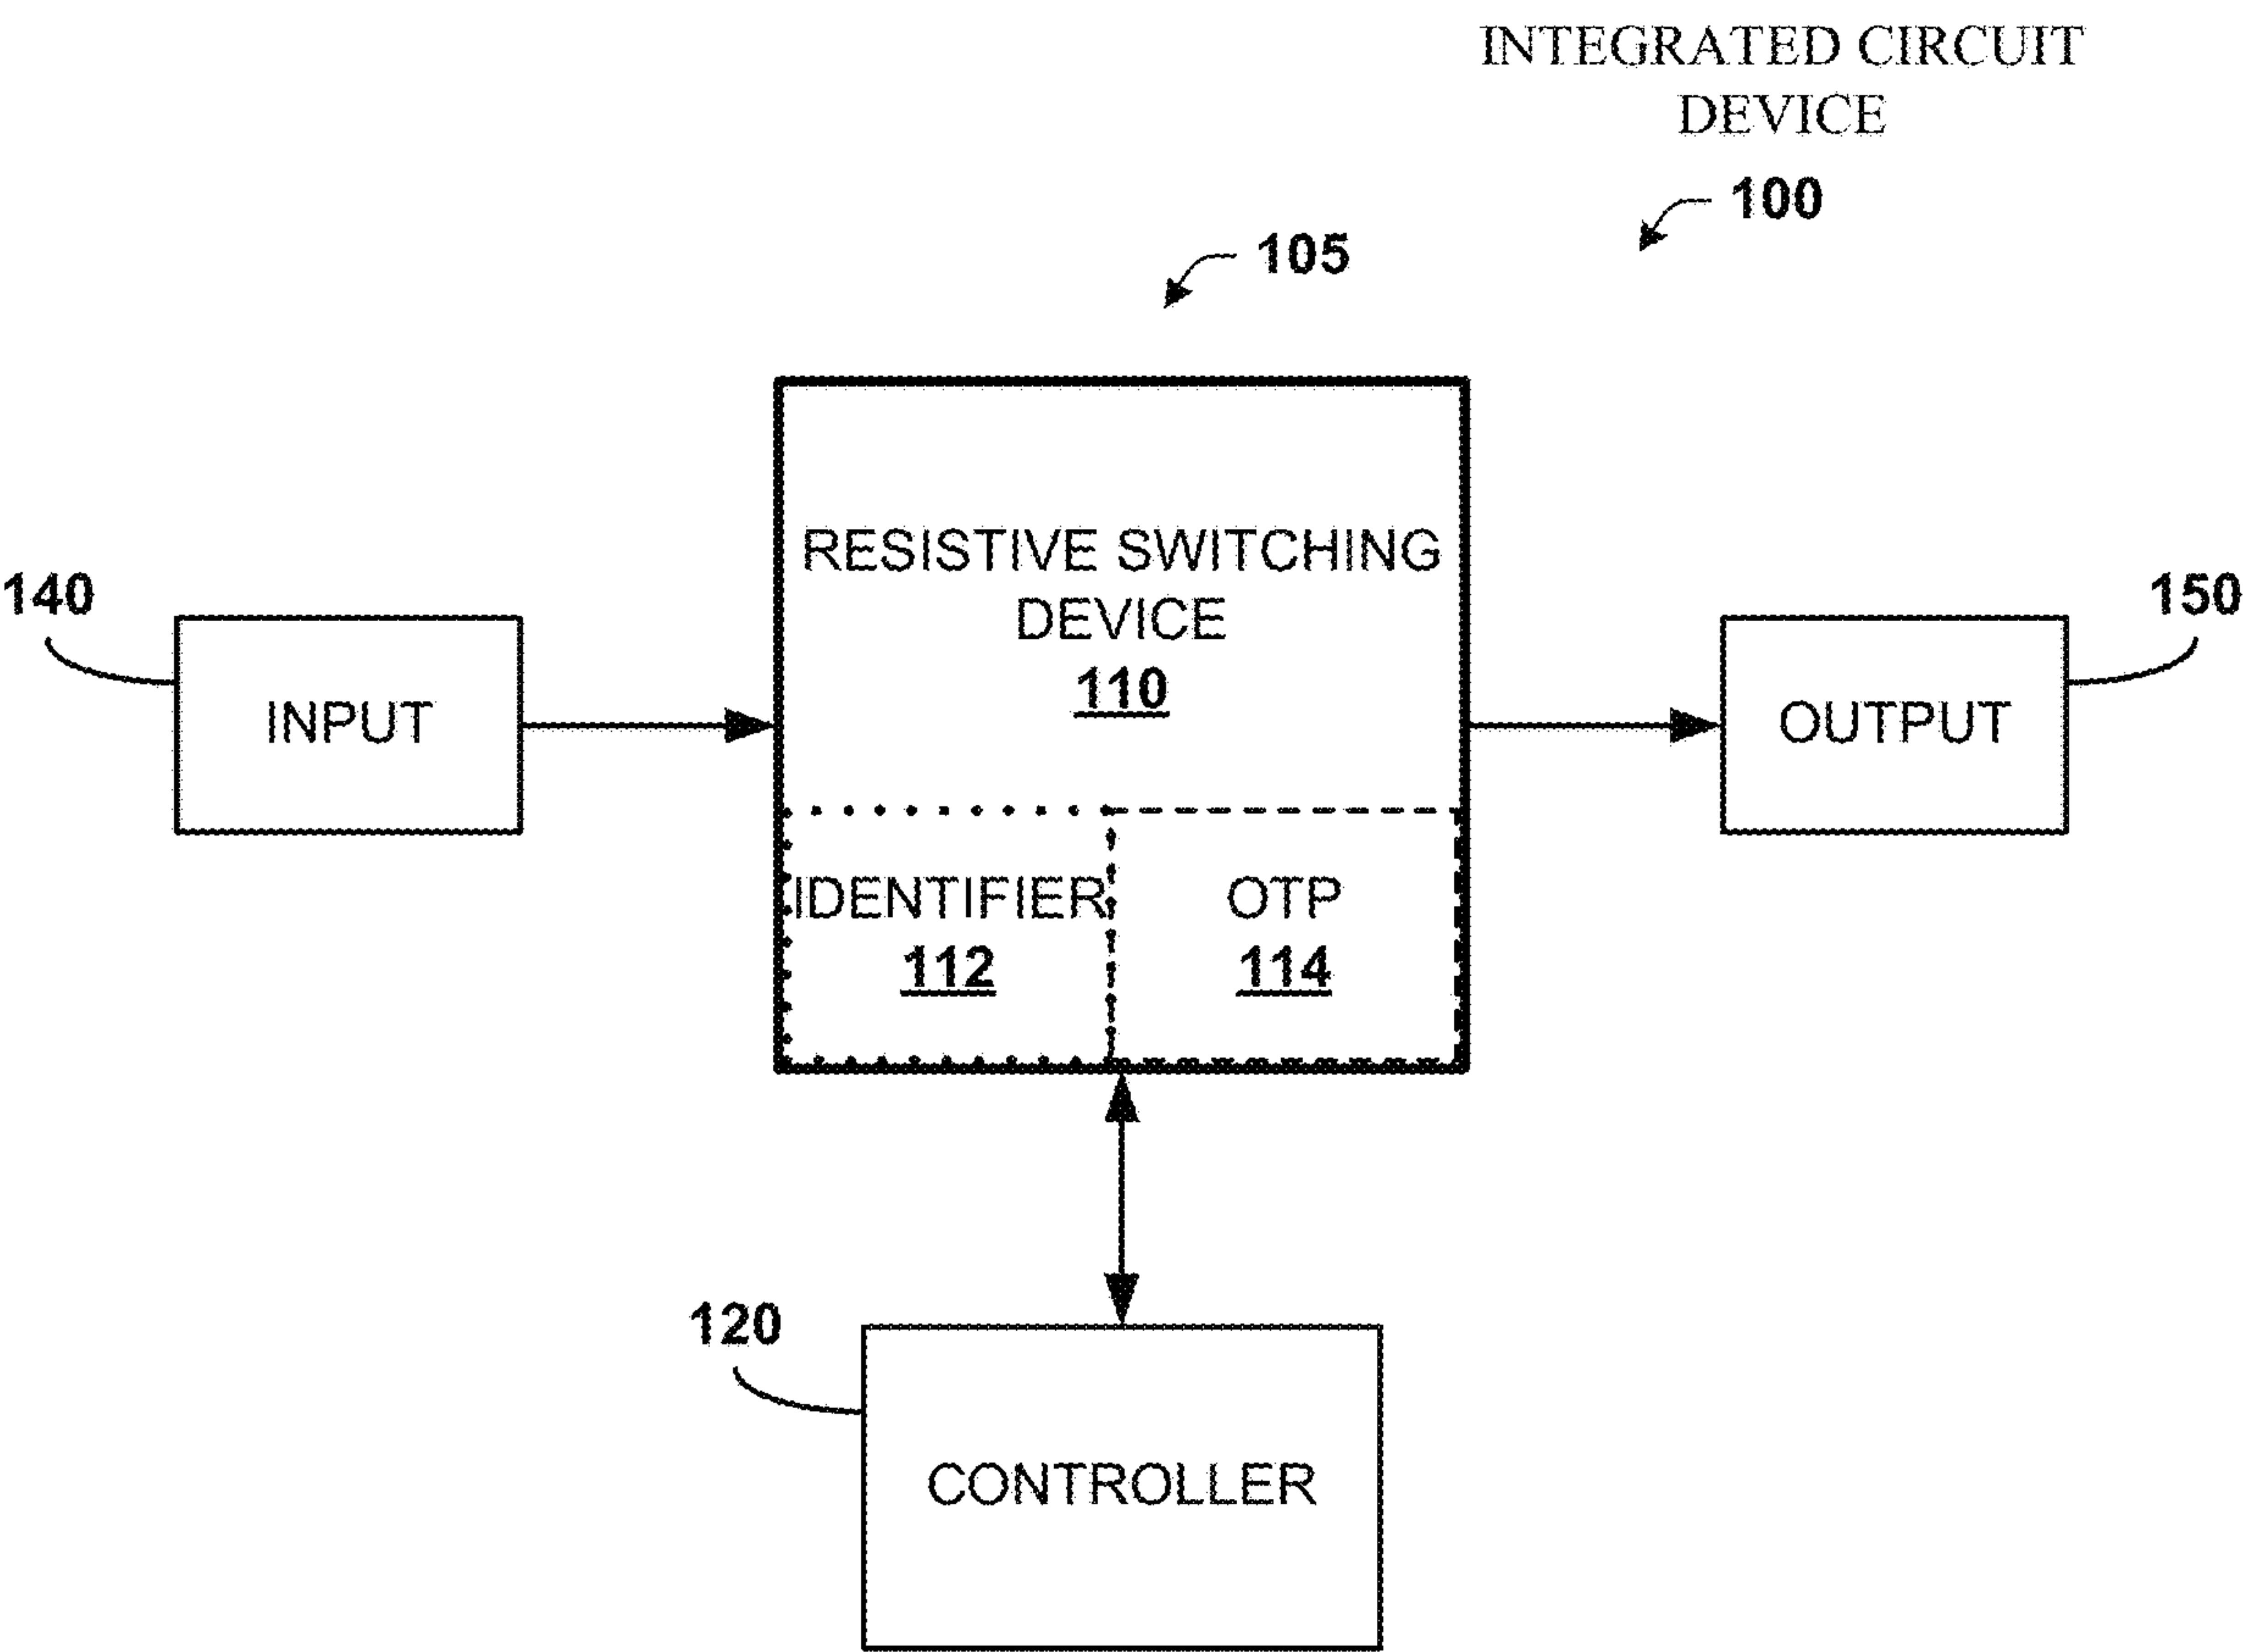 INTEGRATED CIRCUIT
DEVICE
100
105
RESISTIVE SWITCHING
DEVICE
110
140
INPUT
150
OUTPUT
IDENTIFIER
112
OTP
114
120
CONTROLLER